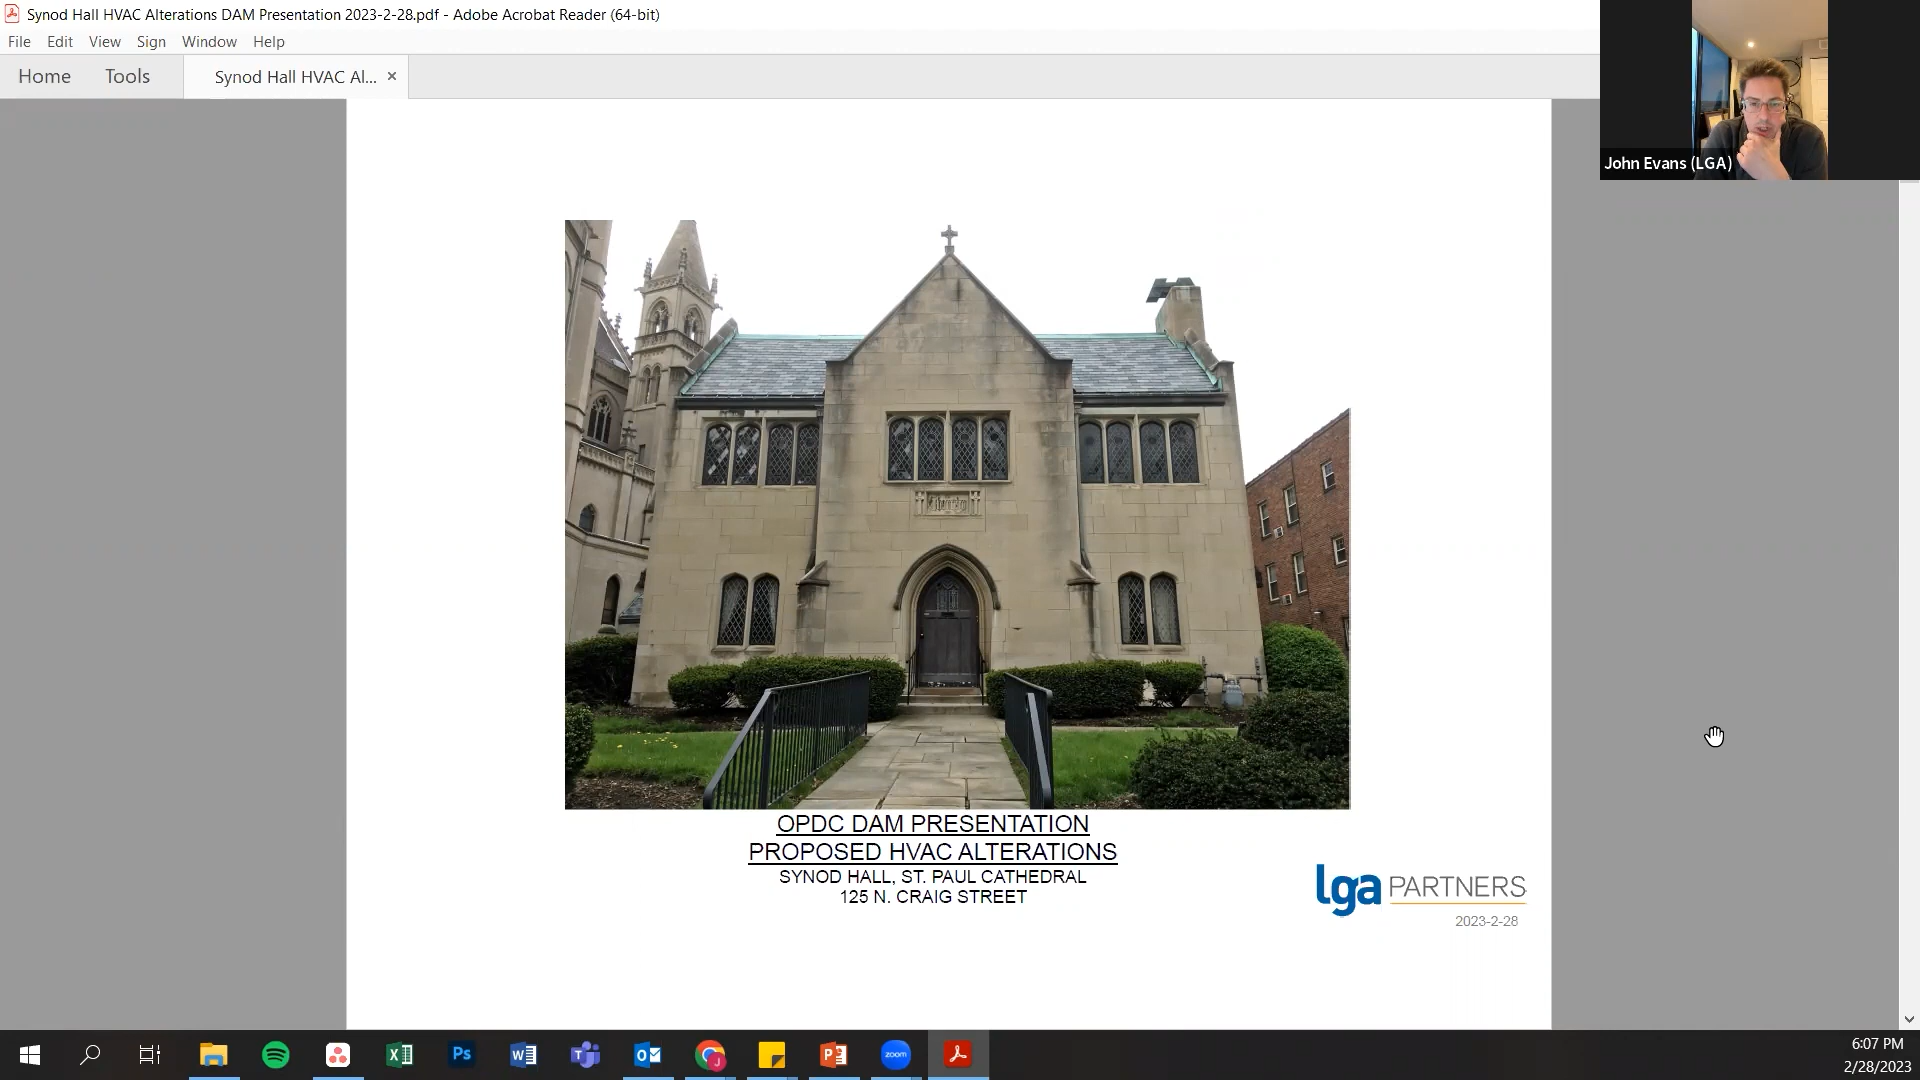 Synod Hall HVAC Alterations DAM Presentation 2023-2-28.pdf - Adobe Acrobat Reader (64-bit)
File Edit View Sign Window Help
Home Tools Synod Hall HVAC Al... ×
John Evans (LGA)
OPDC DAM PRESENTATION
PROPOSED HVAC ALTERATIONS
SYNOD HALL, ST. PAUL CATHEDRAL
125 N. CRAIG STREET
lga PARTNERS
2023-2-28
Ps
zoom
6:07 PM
2/28/2023